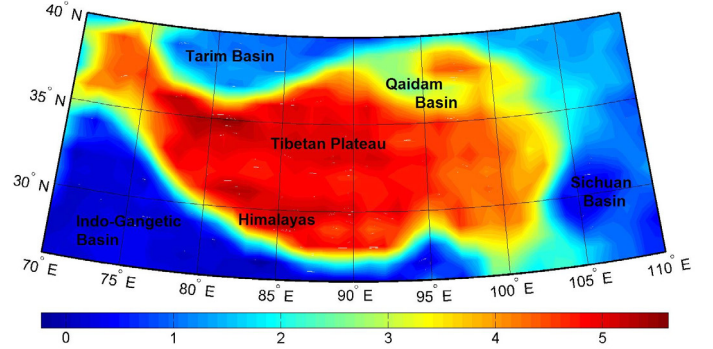 40° N
Tarim Basin
Qaidam
Basin
35° N
Tibetan Plateau
30° N
Sichuan
Basin
Himalayas
Indo-Gangetic
Basin
70° E
75° E
80° E
85° E
90° E
95° E
100° E
105° E
110° E
0 1 2 3 4 5